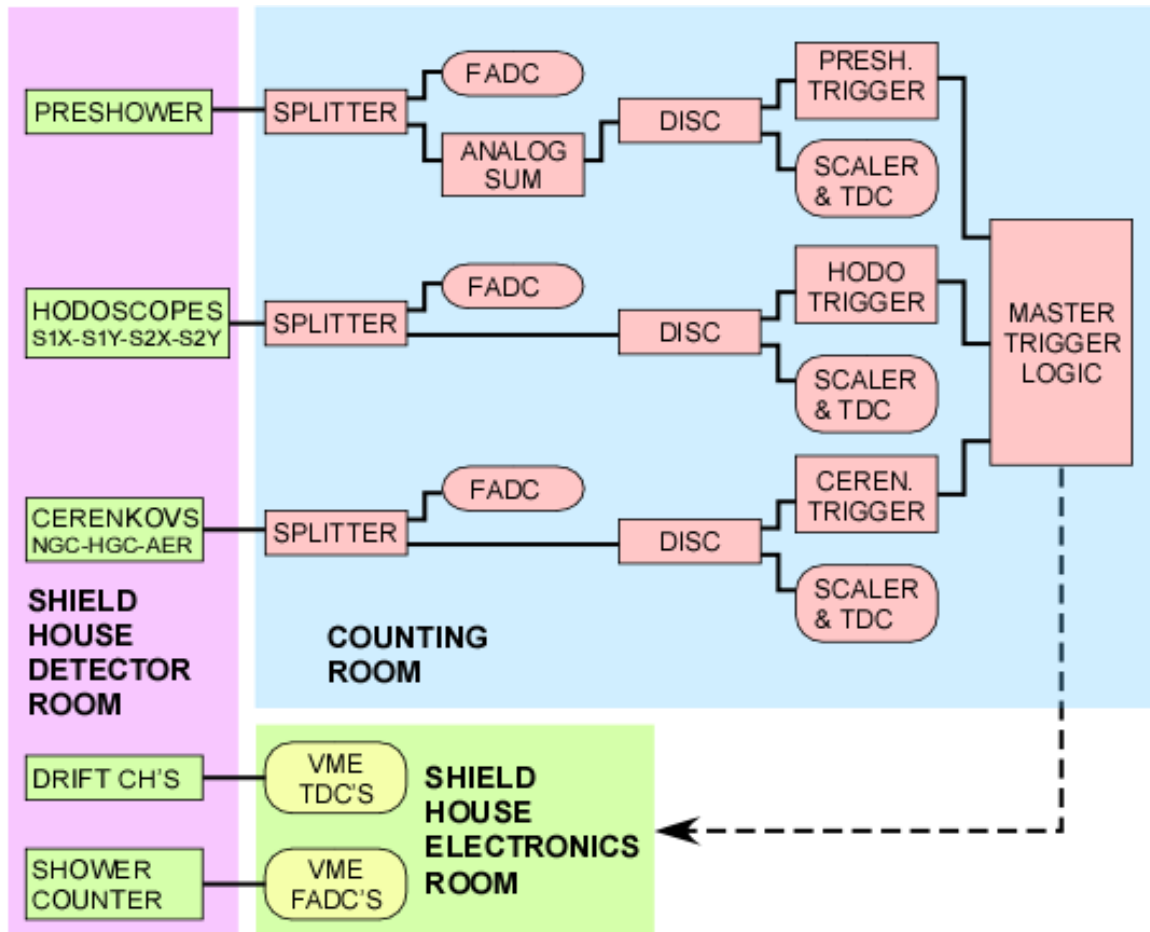 PRESHOWER
SPLITTER
FADC
ANALOG
SUM
DISC
PRESH.
TRIGGER
SCALER
& TDC
HODOSCOPES
S1X-S1Y-S2X-S2Y
SPLITTER
FADC
DISC
HODO
TRIGGER
SCALER
& TDC
MASTER
TRIGGER
LOGIC
CERENKOVS
NGC-HGC-AER
SPLITTER
FADC
DISC
CEREN.
TRIGGER
SCALER
& TDC
SHIELD
HOUSE
DETECTOR
ROOM
COUNTING
ROOM
DRIFT CH'S
VME
TDC'S
SHOWER
COUNTER
VME
FADC'S
SHIELD
HOUSE
ELECTRONICS
ROOM